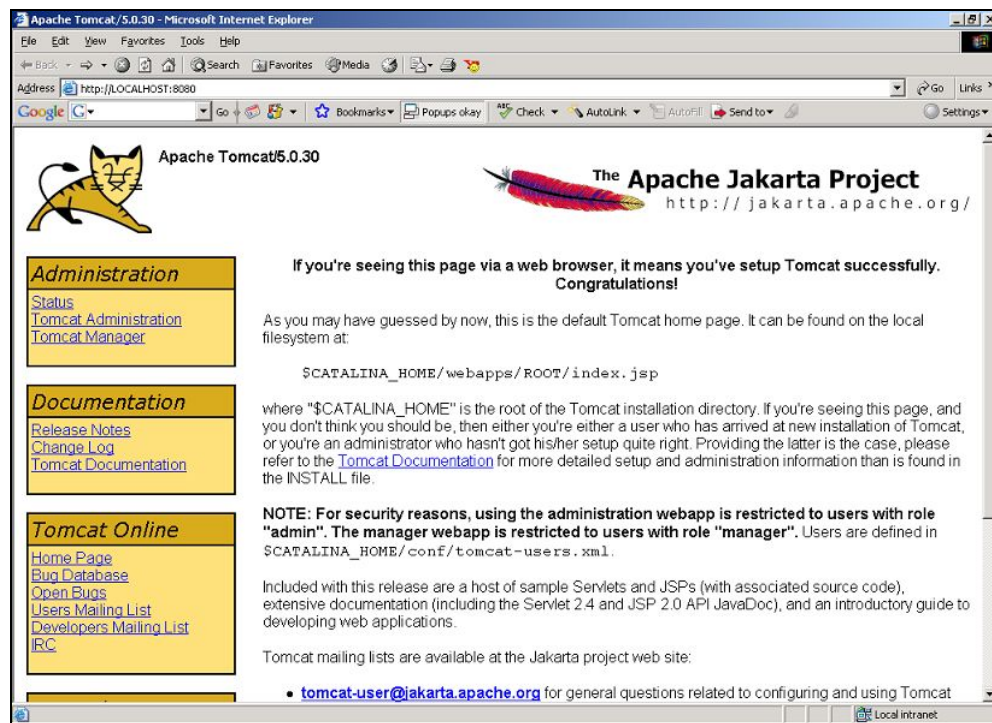 Apache Tomcat/5.0.30 - Microsoft Internet Explorer
File Edit View Favorites Tools Help
Back Search Favorites Media
Address http://LOCALHOST:8080 Go Links
Google G Go Bookmarks Popups okay Check AutoLink AutoFill Send to Settings
Apache Tomcat/5.0.30
The Apache Jakarta Project
http://jakarta.apache.org/
Administration
Status
Tomcat Administration
Tomcat Manager
Documentation
Release Notes
Change Log
Tomcat Documentation
Tomcat Online
Home Page
Bug Database
Open Bugs
Users Mailing List
Developers Mailing List
IRC
If you're seeing this page via a web browser, it means you've setup Tomcat successfully.
Congratulations!
As you may have guessed by now, this is the default Tomcat home page. It can be found on the local
filesystem at:
$CATALINA_HOME/webapps/ROOT/index.jsp
where "$CATALINA_HOME" is the root of the Tomcat installation directory. If you're seeing this page, and
you don't think you should be, then either you're either a user who has arrived at new installation of Tomcat,
or you're an administrator who hasn't got his/her setup quite right. Providing the latter is the case, please
refer to the Tomcat Documentation for more detailed setup and administration information than is found in
the INSTALL file.
NOTE: For security reasons, using the administration webapp is restricted to users with role
"admin". The manager webapp is restricted to users with role "manager". Users are defined in
$CATALINA_HOME/conf/tomcat-users.xml.
Included with this release are a host of sample Servlets and JSPs (with associated source code),
extensive documentation (including the Servlet 2.4 and JSP 2.0 API JavaDoc), and an introductory guide to
developing web applications.
Tomcat mailing lists are available at the Jakarta project web site:
• tomcat-user@jakarta.apache.org for general questions related to configuring and using Tomcat
Local intranet